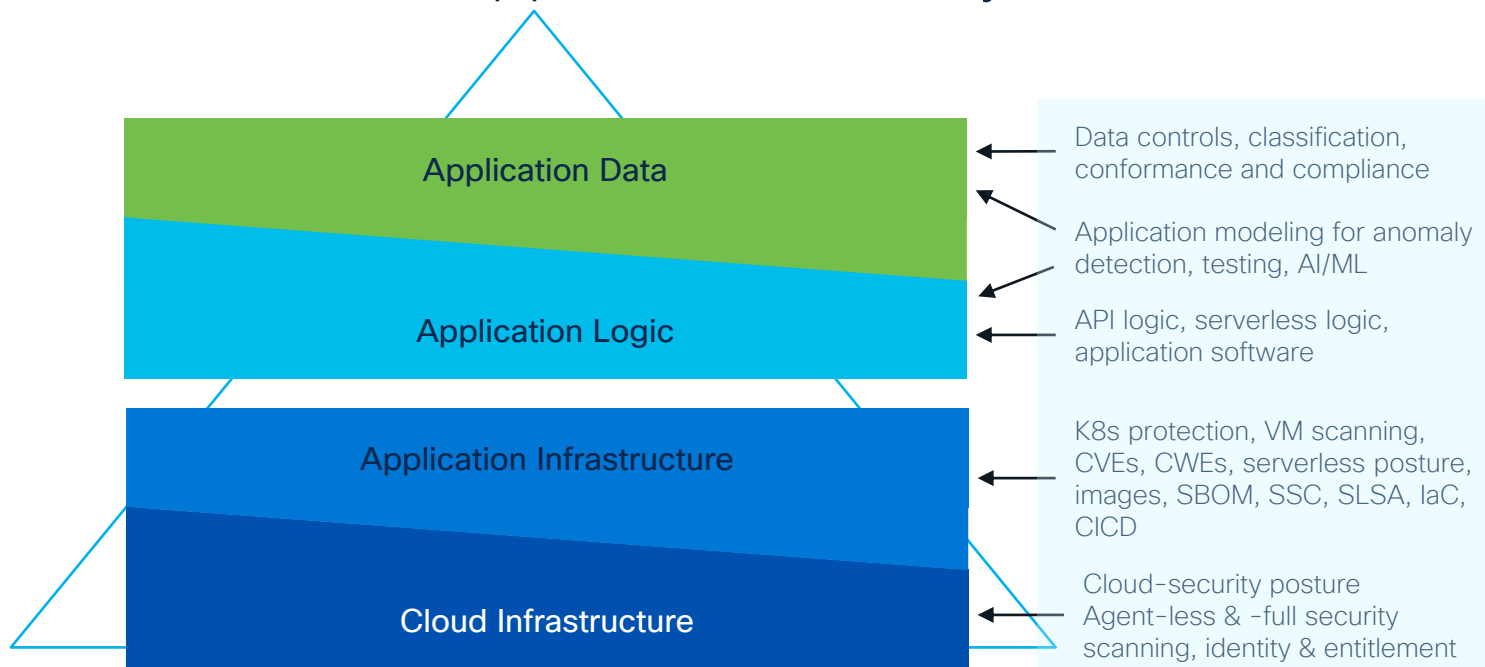 Application Data
Application Logic
Application Infrastructure
Cloud Infrastructure
Data controls, classification,
conformance and compliance
Application modeling for anomaly
detection, testing, AI/ML
API logic, serverless logic,
application software
K8s protection, VM scanning,
CVEs, CWEs, serverless posture,
images, SBOM, SSC, SLSA, IaC,
CICD
Cloud-security posture
Agent-less & -full security
scanning, identity & entitlement